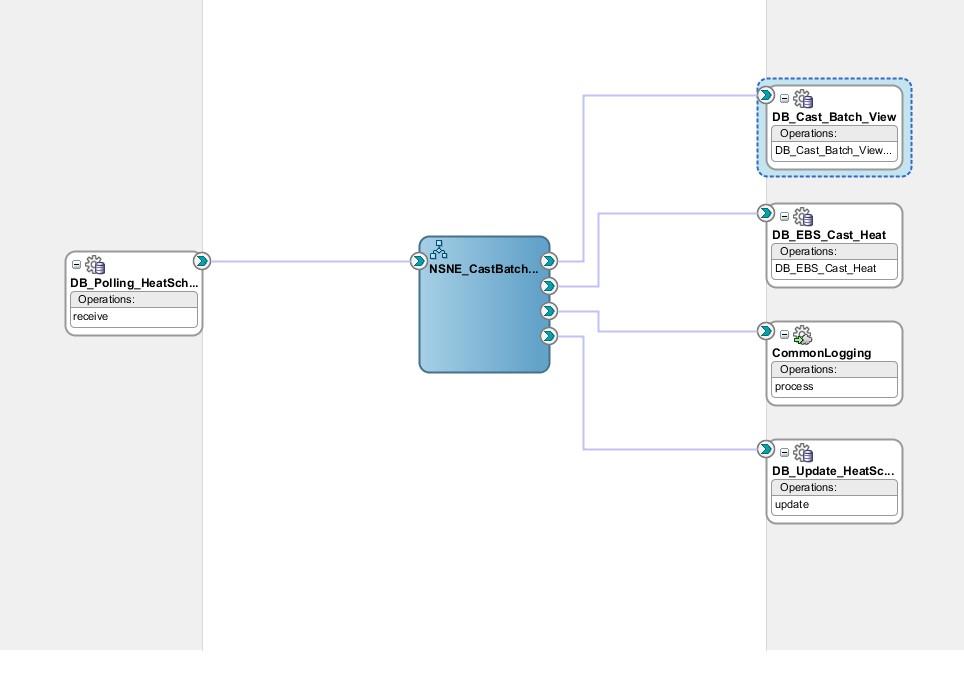 DB_Polling_HeatSch...
Operations:
receive
NSNE_CastBatch...
DB_Cast_Batch_View
Operations:
DB_Cast_Batch_View...
DB_EBS_Cast_Heat
Operations:
DB_EBS_Cast_Heat
CommonLogging
Operations:
process
DB_Update_HeatSc...
Operations:
update